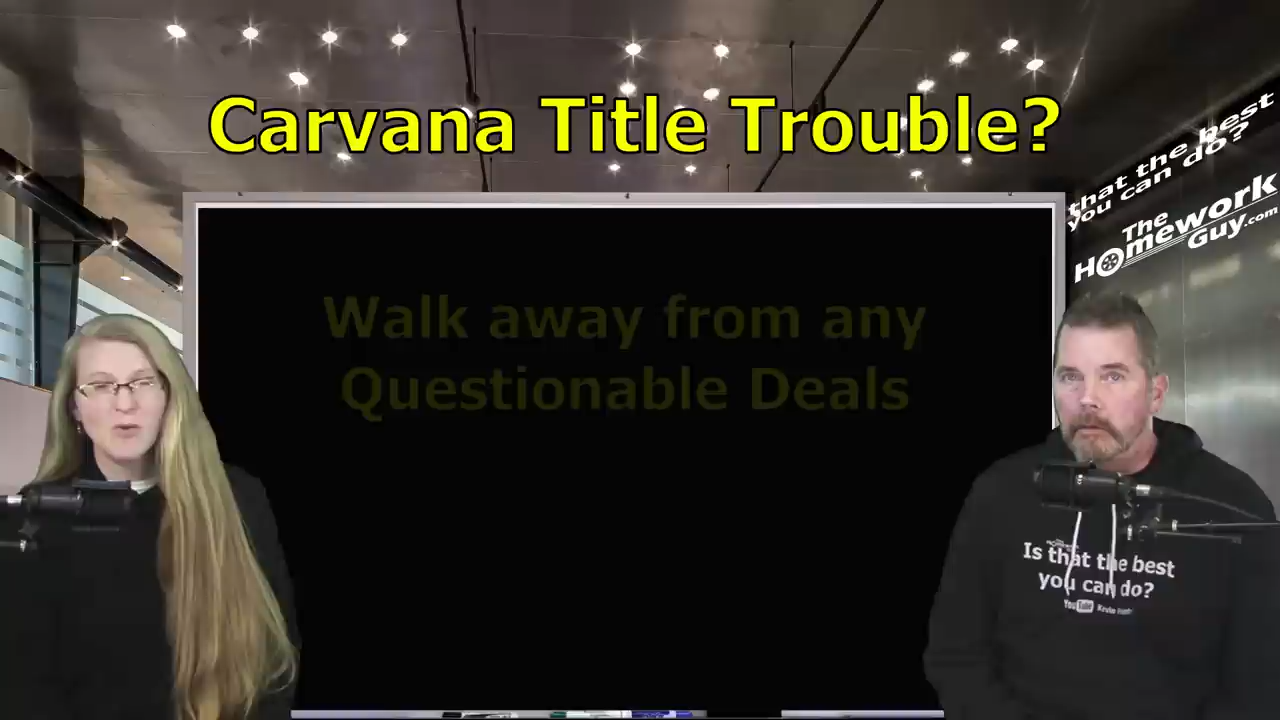 Carvana Title Trouble?
Walk away from any
Questionable Deals
that the best
you can do?
The
Homework
Guy.com
Is that the best
you can do?
YouTube